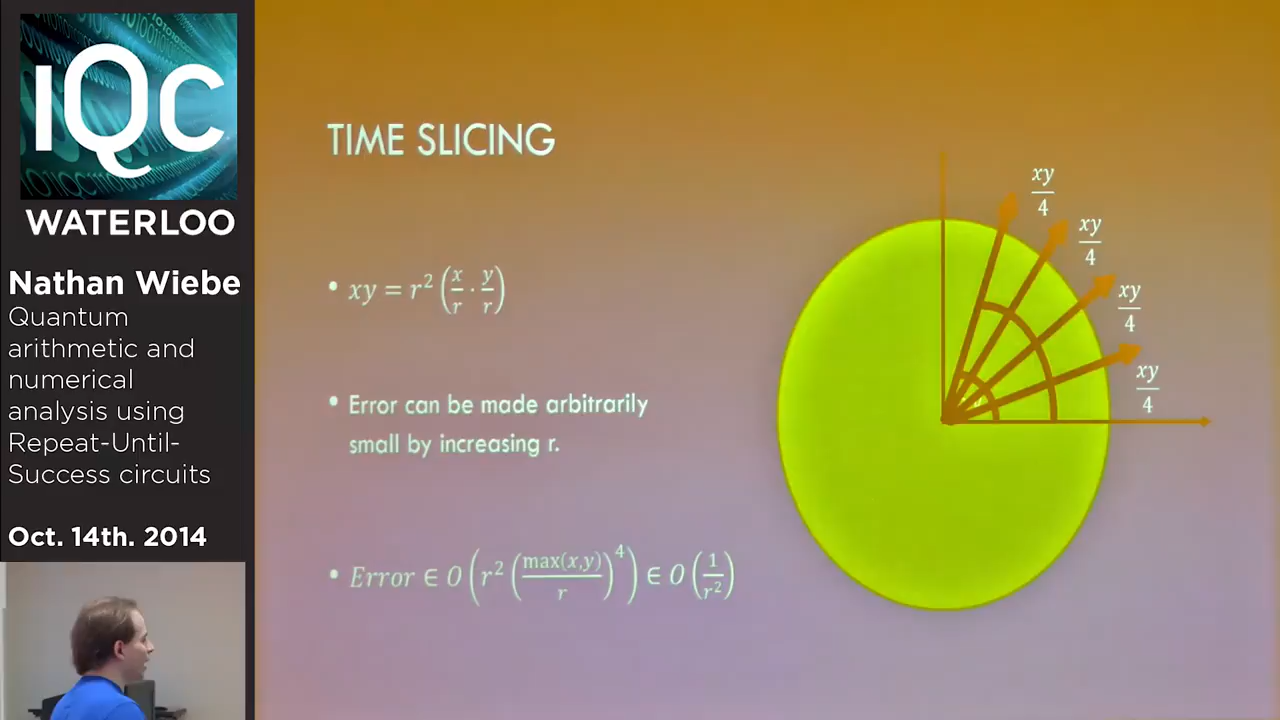 IQC
WATERLOO
Nathan Wiebe
Quantum
arithmetic and
numerical
analysis using
Repeat-Until-
Success circuits
Oct. 14th. 2014
TIME SLICING
• xy = r² (x/r · y/r)
• Error can be made arbitrarily
small by increasing r.
• Error ∈ O (r² (max(x,y)/r)⁴) ∈ O (1/r²)
xy/4
xy/4
xy/4
xy/4